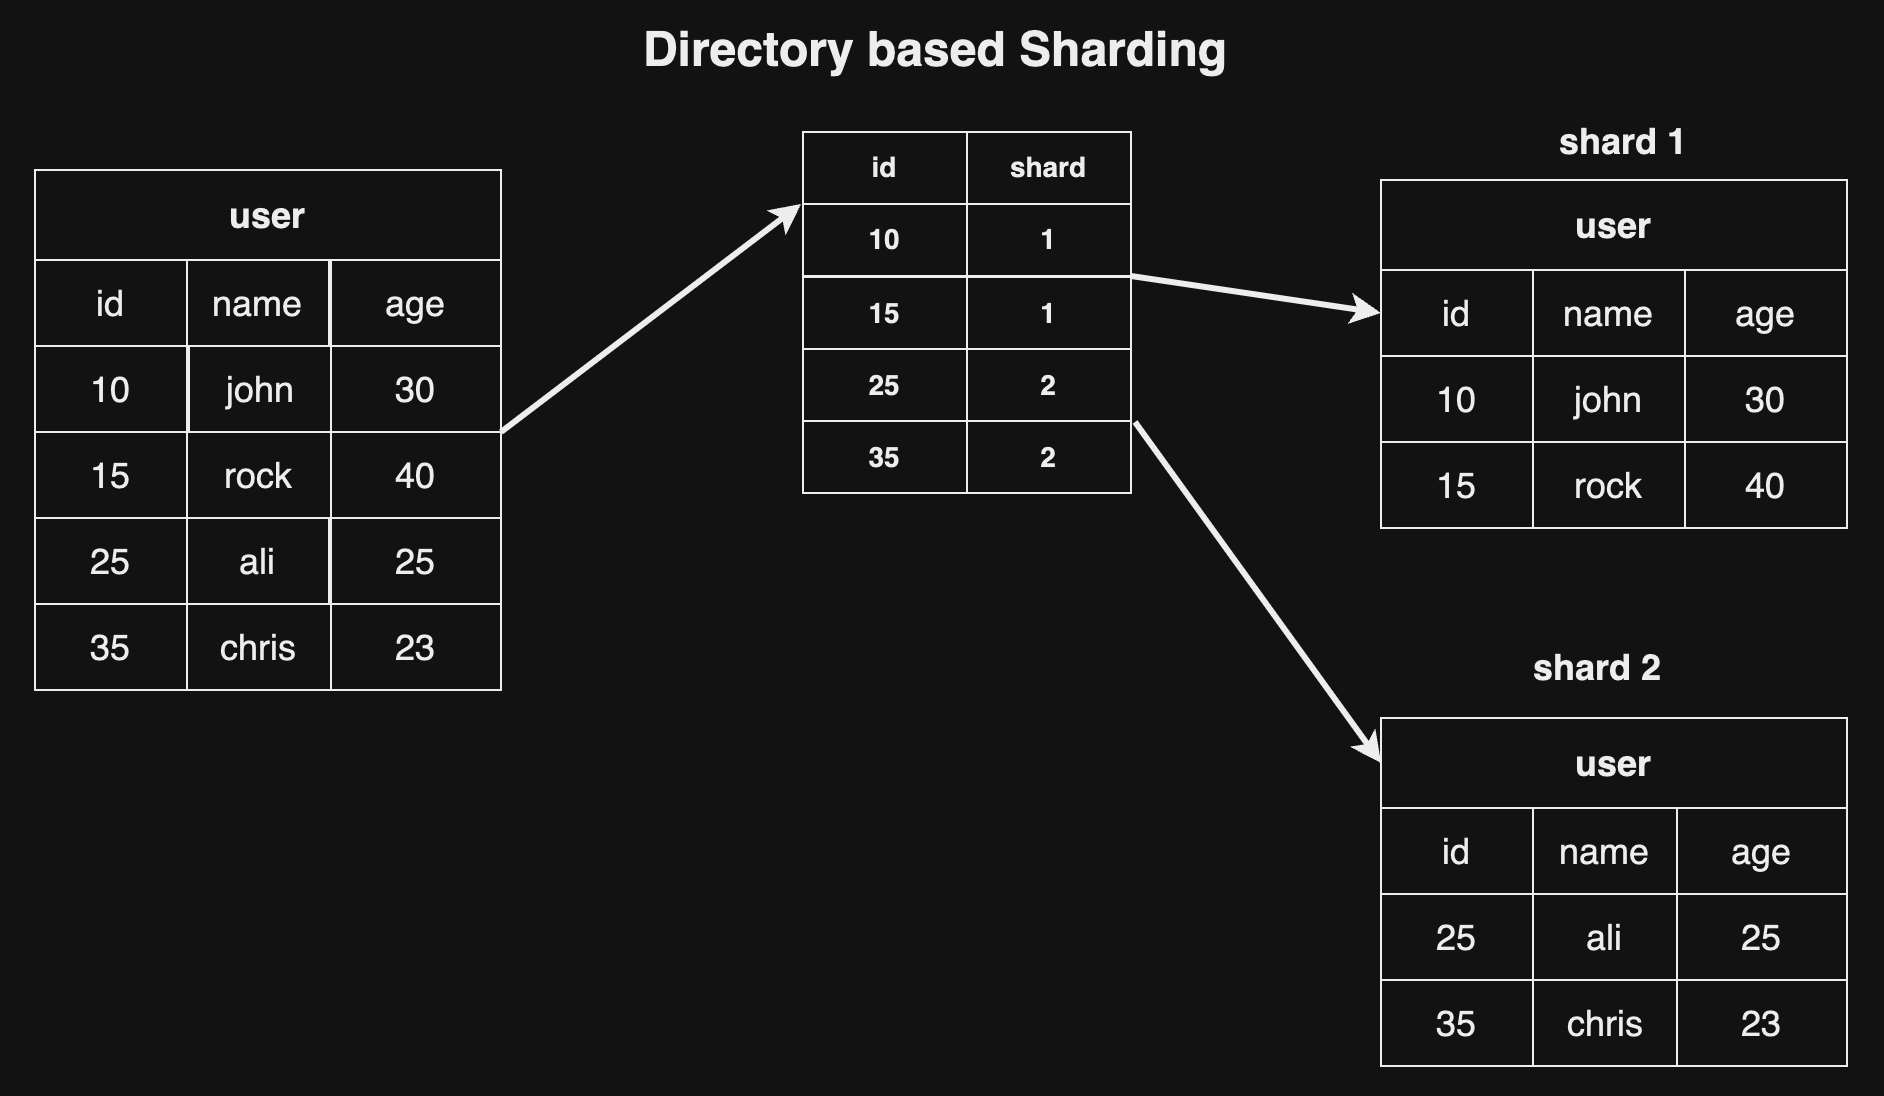 Directory based Sharding
user
id name age
10 john 30
15 rock 40
25 ali 25
35 chris 23
id shard
10 1
15 1
25 2
35 2
shard 1
user
id name age
10 john 30
15 rock 40
shard 2
user
id name age
25 ali 25
35 chris 23